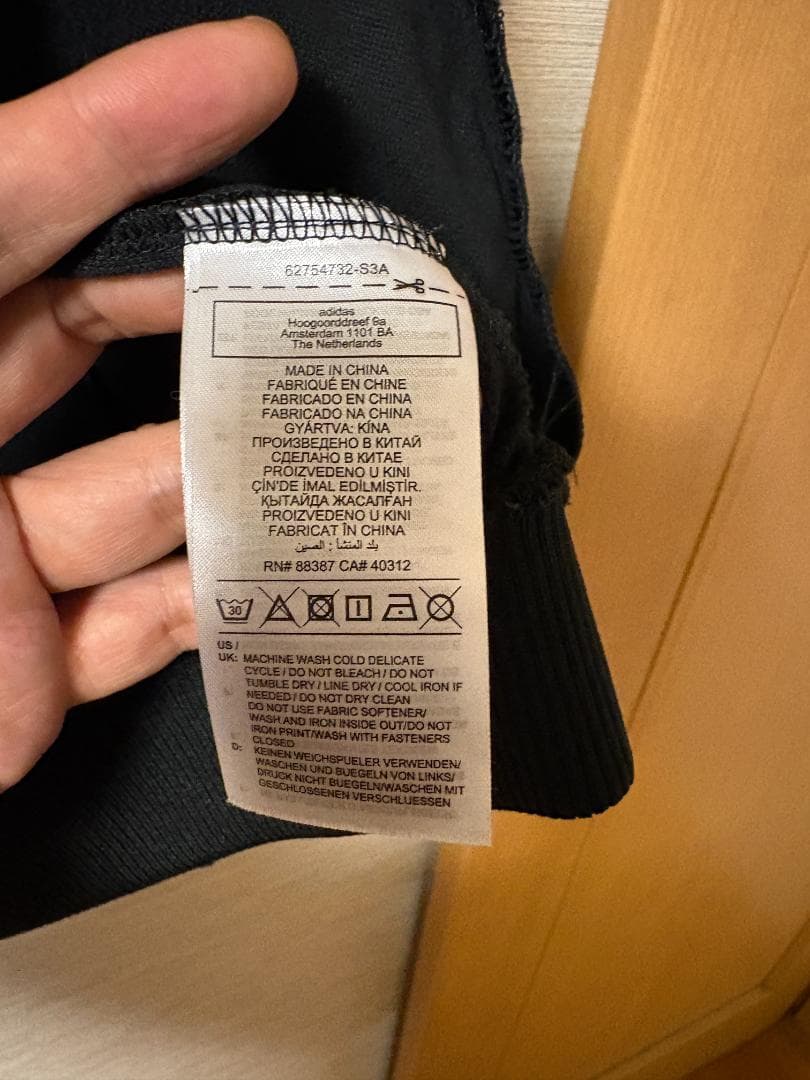 62754732-S3A
adidas
Hoogoorddreef 9a
Amsterdam 1101 BA
The Netherlands
MADE IN CHINA
FABRIQUÉ EN CHINE
FABRICADO EN CHINA
FABRICADO NA CHINA
GYÁRTVA: KÍNA
ПРОИЗВЕДЕНО В КИТАЙ
СДЕЛАНО В КИТАЕ
PROIZVEDENO U KINI
ÇİN'DE İMAL EDİLMİŞTİR.
ҚЫТАЙДА ЖАСАЛҒАН
PROIZVEDENO U KINI
FABRICAT ÎN CHINA
بلد المنشأ : الصين
RN# 88387 CA# 40312
30
US /
UK: MACHINE WASH COLD DELICATE
CYCLE / DO NOT BLEACH / DO NOT
TUMBLE DRY / LINE DRY / COOL IRON IF
NEEDED / DO NOT DRY CLEAN
DO NOT USE FABRIC SOFTENER/
WASH AND IRON INSIDE OUT/DO NOT
IRON PRINT/WASH WITH FASTENERS
CLOSED
D: KEINEN WEICHSPUELER VERWENDEN/
WASCHEN UND BUEGELN VON LINKS/
DRUCK NICHT BUEGELN/WASCHEN MIT
GESCHLOSSENEN VERSCHLUESSEN